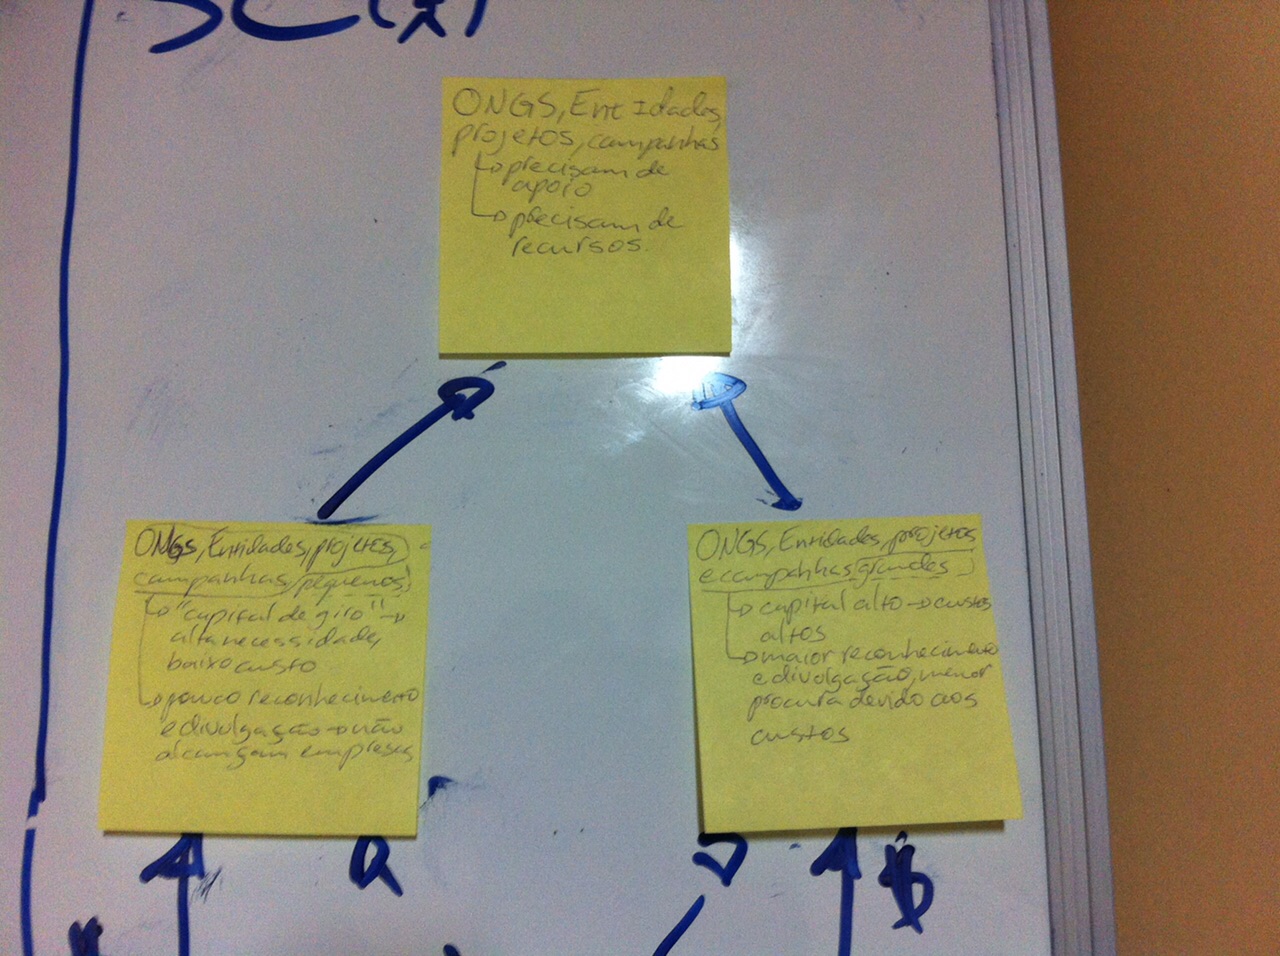 ONGS, Entidades,
projetos, campanhas
precisam de
apoio
precisam de
recursos.
ONGS, Entidades, projetos,
campanhas pequenos
"capital de giro"
alta necessidade,
baixo custo
pouco reconhecimento
e divulgação → não
alcançam empresas
ONGS, Entidades, projetos
e campanhas grandes
capital alto → custos
altos
maior reconhecimento
e divulgação, menor
procura devido aos
custos
$